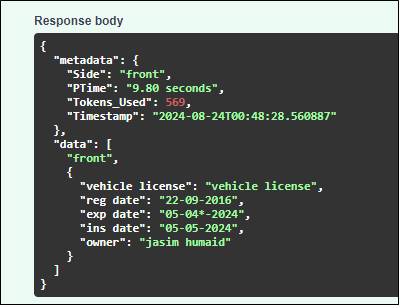 Response body
{
  "metadata": {
    "Side": "front",
    "PTime": "9.80 seconds",
    "Tokens_Used": 569,
    "Timestamp": "2024-08-24T00:48:28.560887"
  },
  "data": [
    "front",
    {
      "vehicle license": "vehicle license",
      "reg date": "22-09-2016",
      "exp date": "05-04*-2024",
      "ins date": "05-05-2024",
      "owner": "jasim humaid"
    }
  ]
}